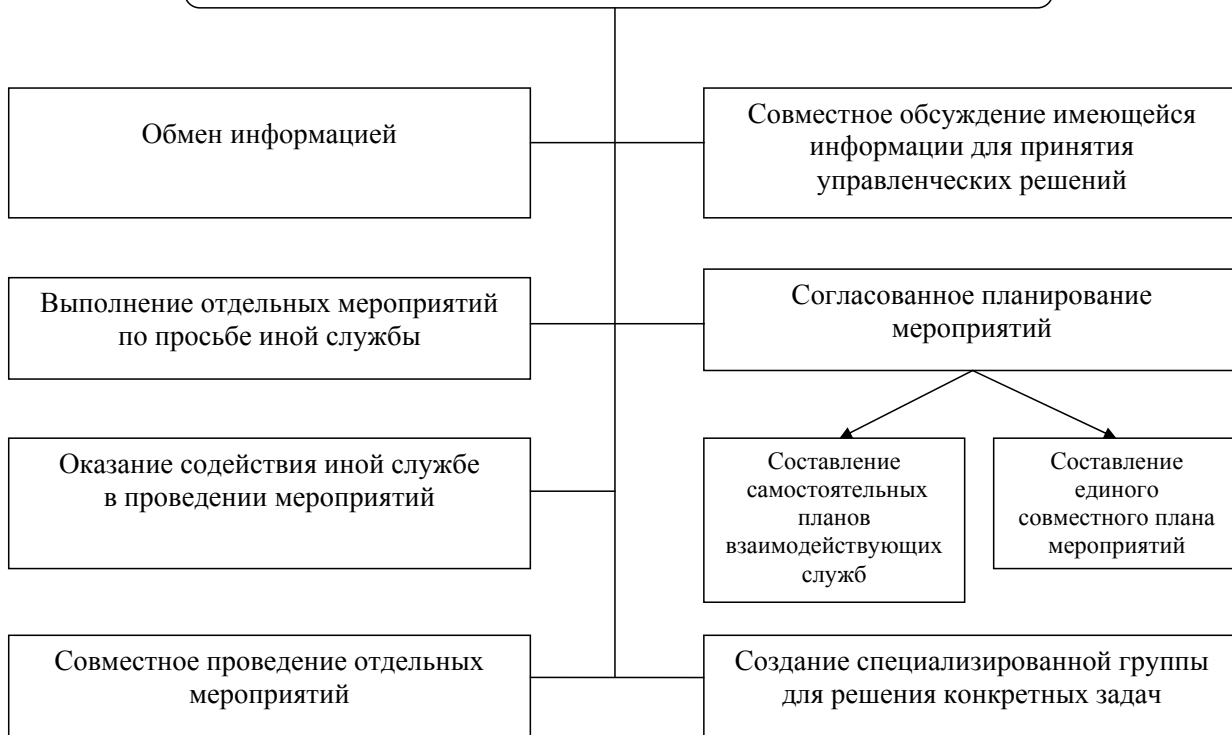 Обмен информацией
Совместное обсуждение имеющейся
информации для принятия
управленческих решений
Выполнение отдельных мероприятий
по просьбе иной службы
Согласованное планирование
мероприятий
Оказание содействия иной службе
в проведении мероприятий
Составление
самостоятельных
планов
взаимодействующих
служб
Составление
единого
совместного плана
мероприятий
Совместное проведение отдельных
мероприятий
Создание специализированной группы
для решения конкретных задач